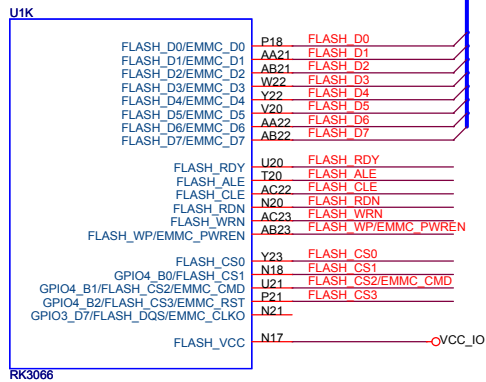 U1K
FLASH_D0/EMMC_D0 P18 FLASH_D0
FLASH_D1/EMMC_D1 AA21 FLASH_D1
FLASH_D2/EMMC_D2 AB21 FLASH_D2
FLASH_D3/EMMC_D3 W22 FLASH_D3
FLASH_D4/EMMC_D4 Y22 FLASH_D4
FLASH_D5/EMMC_D5 V20 FLASH_D5
FLASH_D6/EMMC_D6 AA22 FLASH_D6
FLASH_D7/EMMC_D7 AB22 FLASH_D7
FLASH_RDY U20 FLASH_RDY
FLASH_ALE T20 FLASH_ALE
FLASH_CLE AC22 FLASH_CLE
FLASH_RDN N20 FLASH_RDN
FLASH_WRN AC23 FLASH_WRN
FLASH_WP/EMMC_PWREN AB23 FLASH_WP/EMMC_PWREN
FLASH_CS0 Y23 FLASH_CS0
GPIO4_B0/FLASH_CS1 N18 FLASH_CS1
GPIO4_B1/FLASH_CS2/EMMC_CMD U21 FLASH_CS2/EMMC_CMD
GPIO4_B2/FLASH_CS3/EMMC_RST P21 FLASH_CS3
GPIO3_D7/FLASH_DQS/EMMC_CLKO N21
FLASH_VCC N17 VCC_IO
RK3066